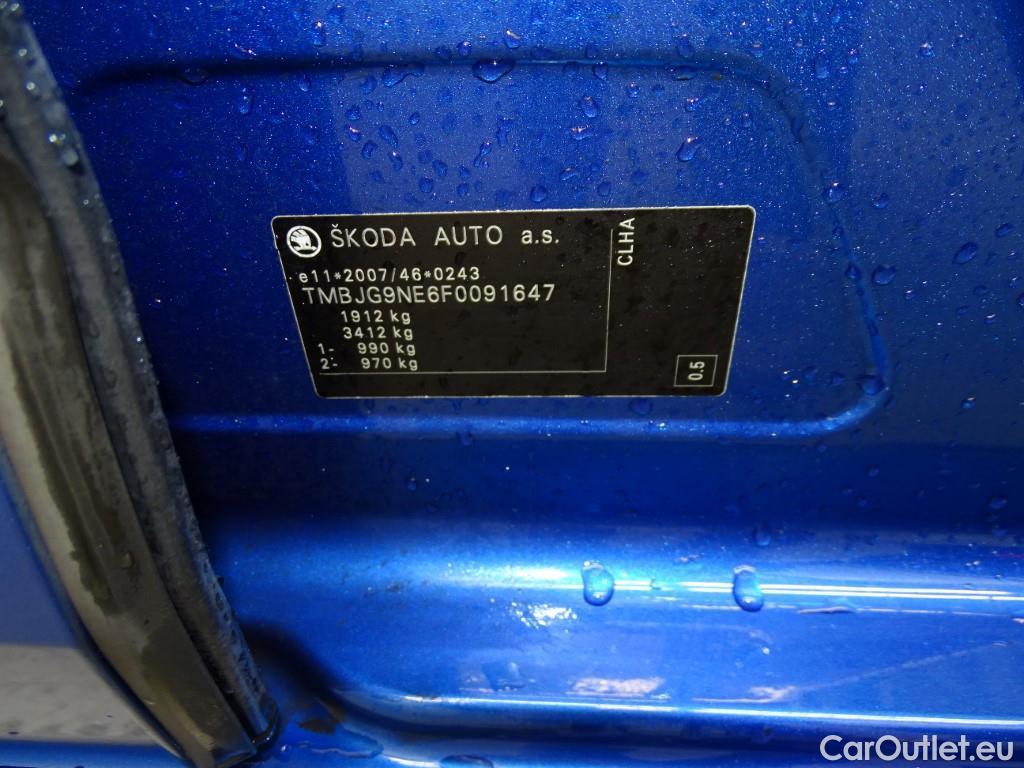 ŠKODA AUTO a.s.
e11*2007/46*0243
TMBJG9NE6F0091647
1912 kg
3412 kg
1- 990 kg
2- 970 kg
CLHA
0.5
CarOutlet.eu